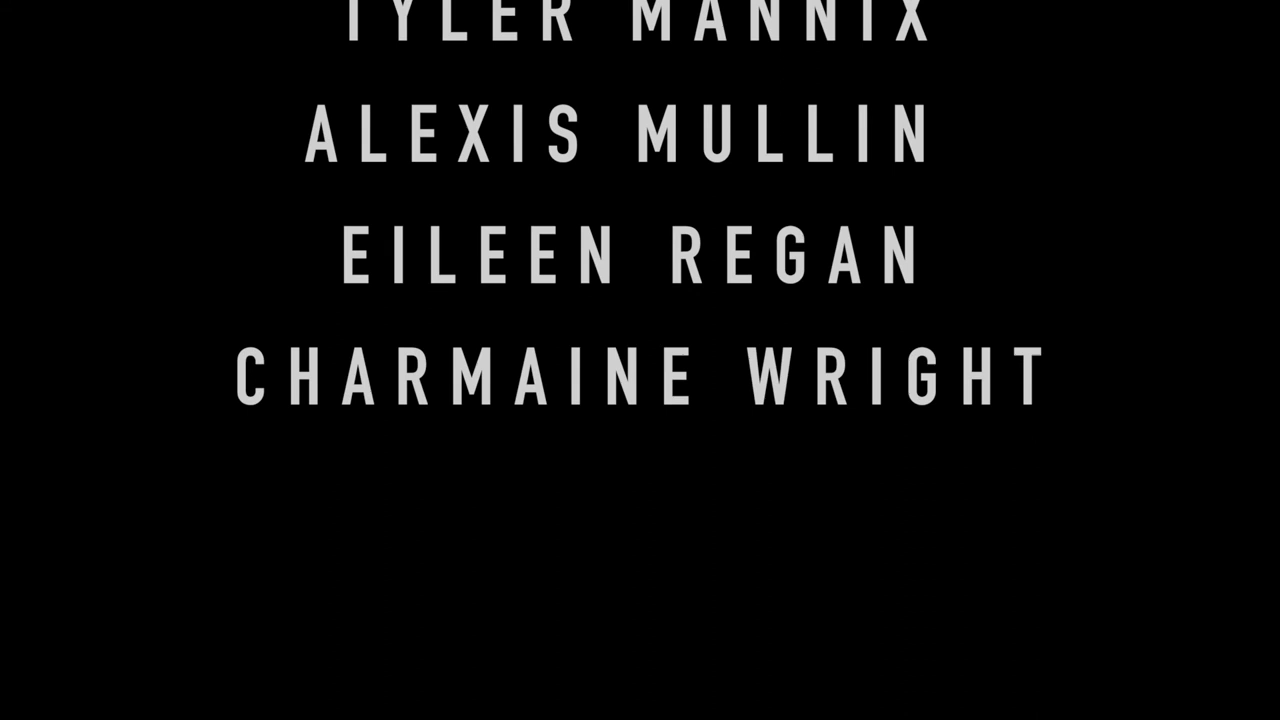 TYLER MANNIX
ALEXIS MULLIN
EILEEN REGAN
CHARMAINE WRIGHT